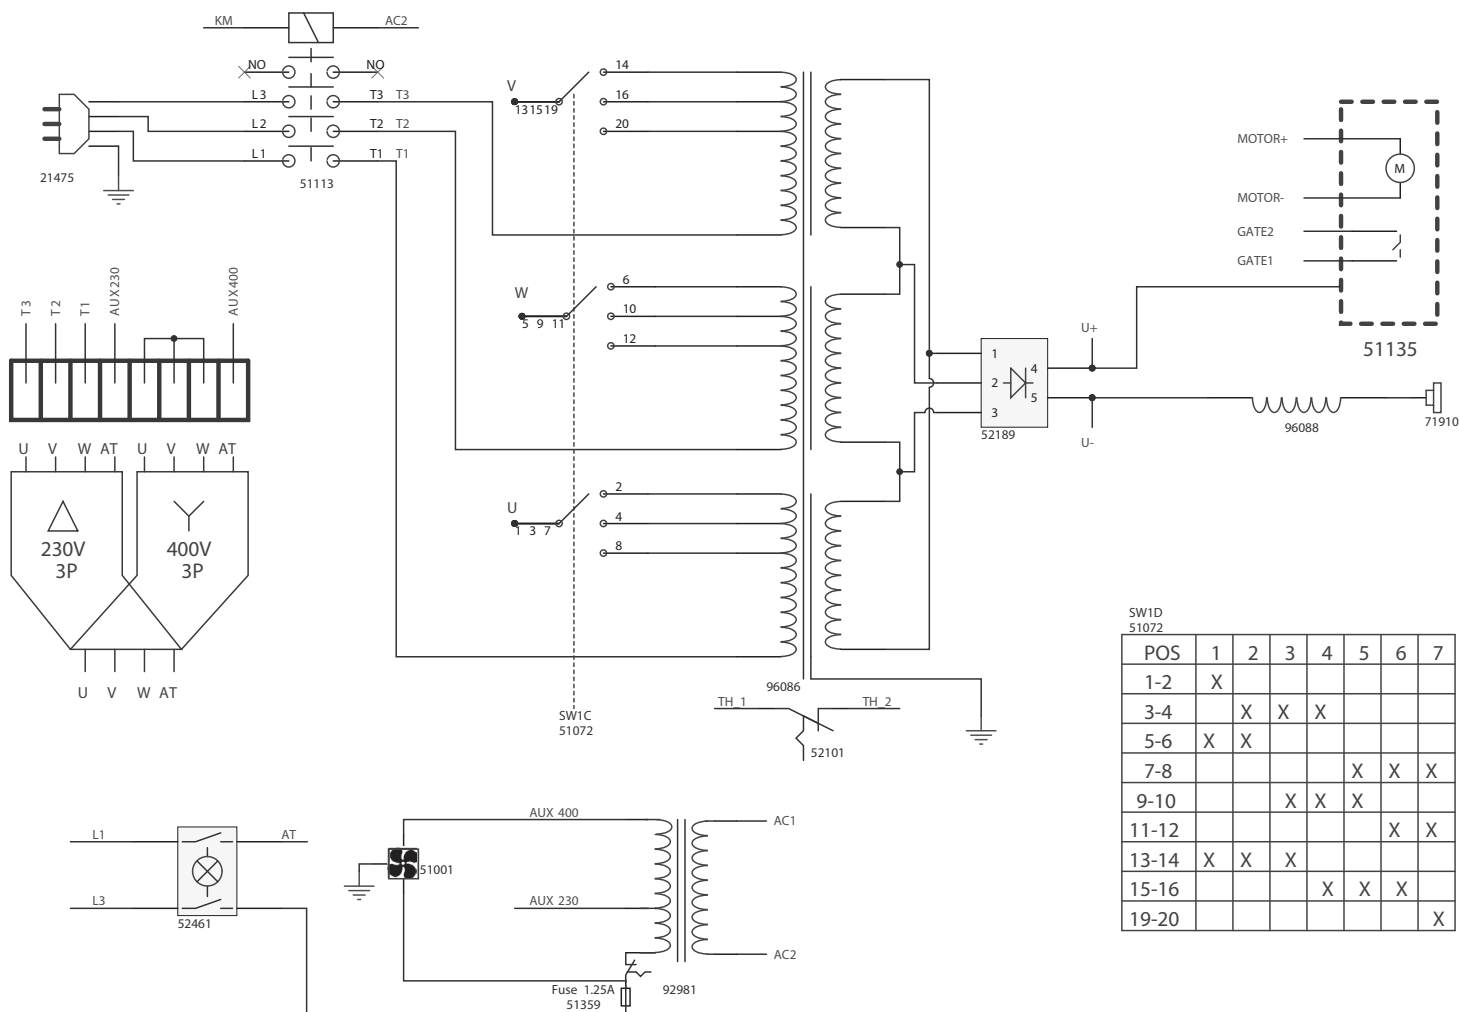 KM AC2
NO NO
L3 T3 T3
L2 T2 T2
L1 T1 T1
21475
51113
V
13 15 19
14
16
20
W
5 9 11
6
10
12
U
1 3 7
2
4
8
SW1C
51072
96086
TH_1 TH_2
52101
1
2
3
4
5
52189
U+
U-
MOTOR+
MOTOR-
GATE2
GATE1
M
51135
96088
71910
T3 T2 T1 AUX230 AUX400
U V W AT U V W AT
230V
3P
400V
3P
U V W AT
L1 AT
L3
52461
AUX 400
51001
AUX 230
AC1
AC2
Fuse 1.25A
51359
92981
SW1D
51072
POS 1 2 3 4 5 6 7
1-2 X
3-4 X X X
5-6 X X
7-8 X X X
9-10 X X X
11-12 X X
13-14 X X X
15-16 X X X
19-20 X